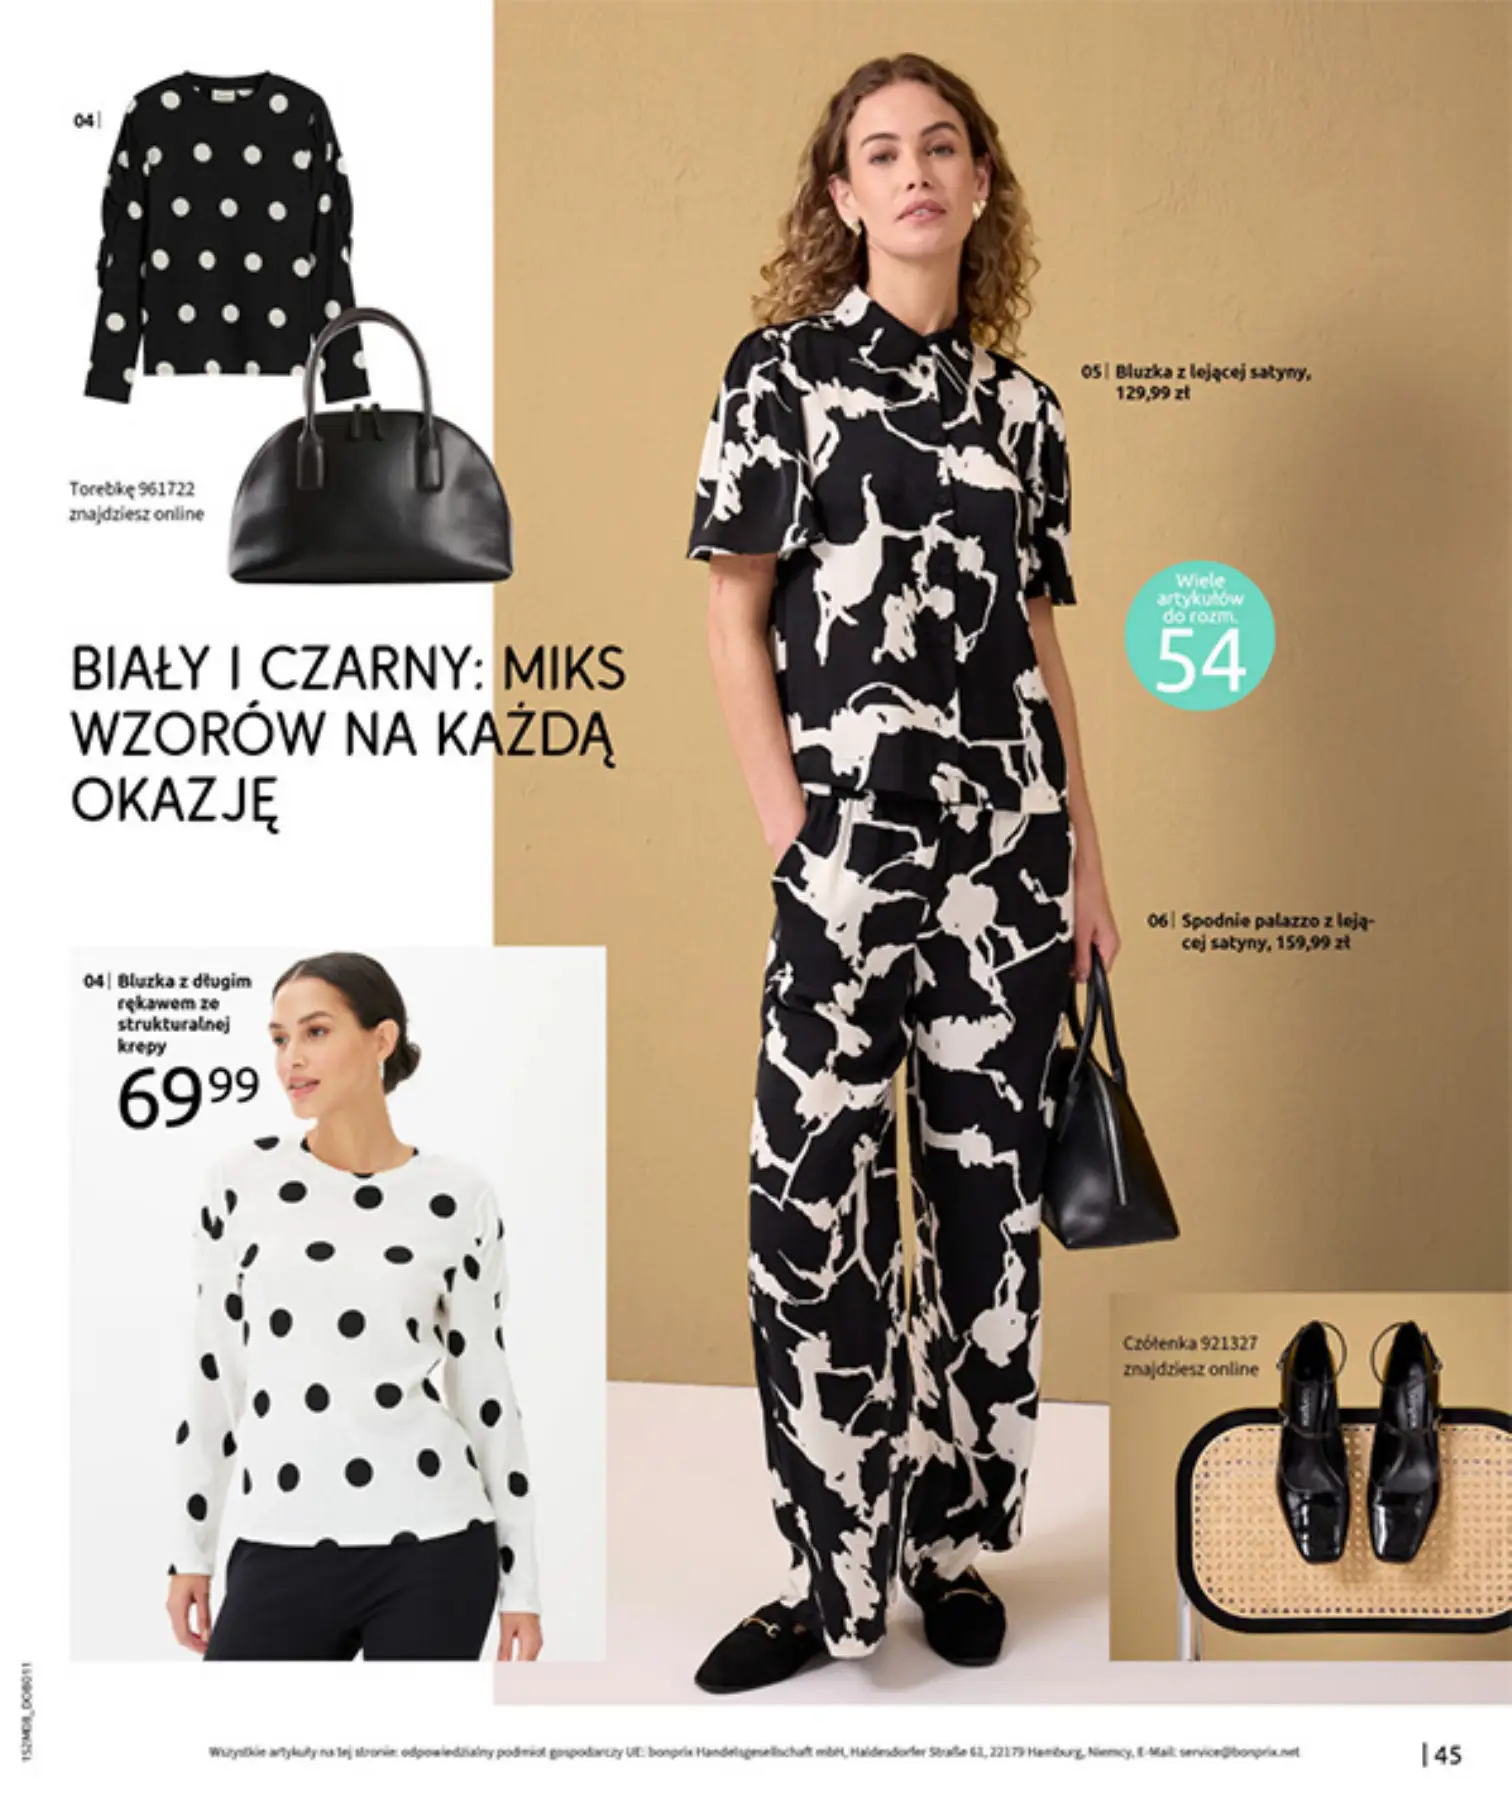 04|
Torebkę 961722
znajdziesz online
BIAŁY I CZARNY: MIKS
WZORÓW NA KAŻDĄ
OKAZJĘ
05| Bluzka z lejącej satyny,
129,99 zł
Wiele
artykułów
do rozm.
54
06| Spodnie palazzo z leją-
cej satyny, 159,99 zł
04| Bluzka z długim
rękawem ze
strukturalnej
krepy
69 99
Czółenka 921327
znajdziesz online
152M08_DOB011
Wszystkie artykuły na tej stronie: odpowiedzialny podmiot gospodarczy UE: bonprix Handelsgesellschaft mbH, Haldesdorfer Straße 61, 22179 Hamburg, Niemcy, E-Mail: service@bonprix.net
| 45